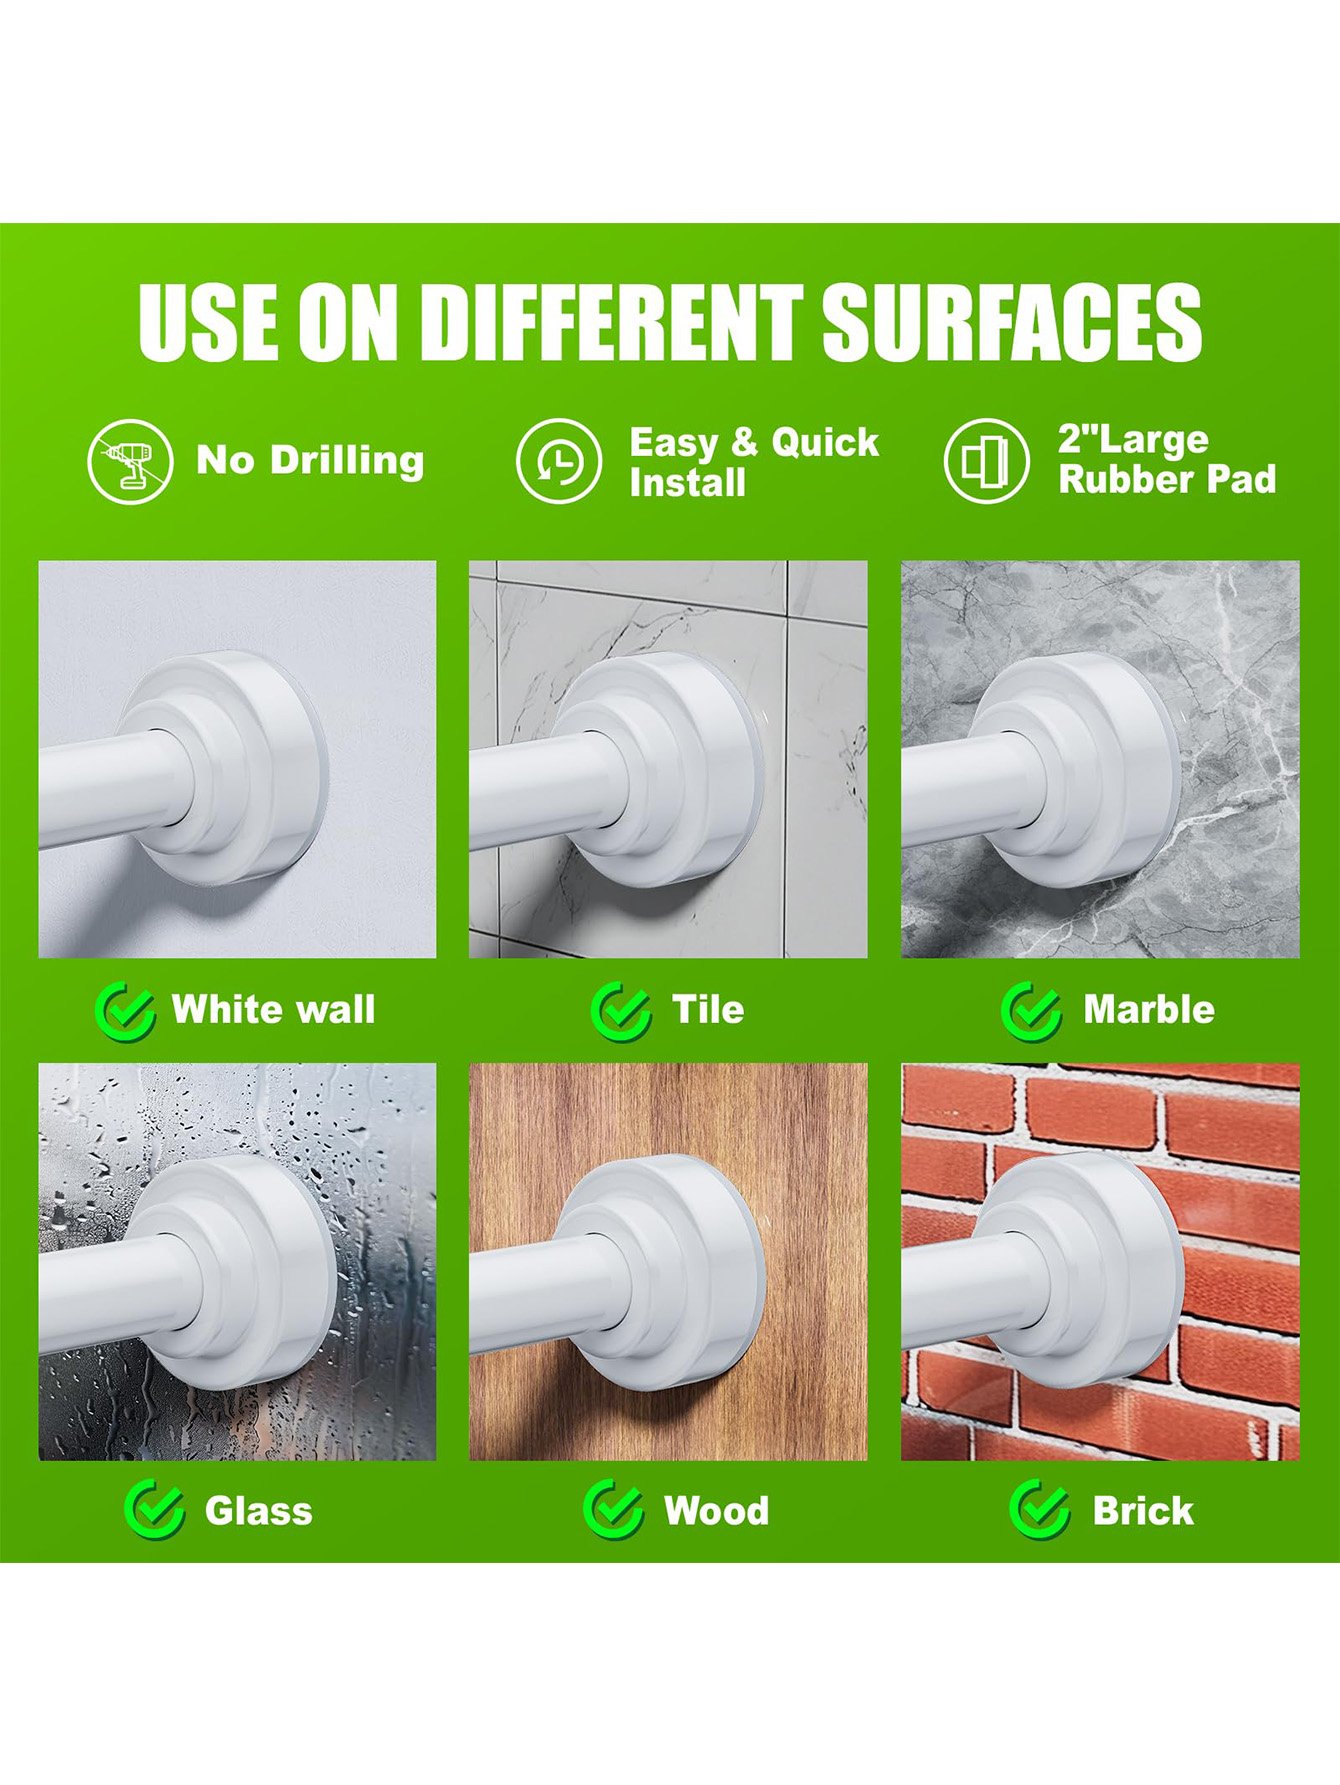 USE ON DIFFERENT SURFACES
No Drilling
Easy & Quick
Install
2"Large
Rubber Pad
White wall
Tile
Marble
Glass
Wood
Brick